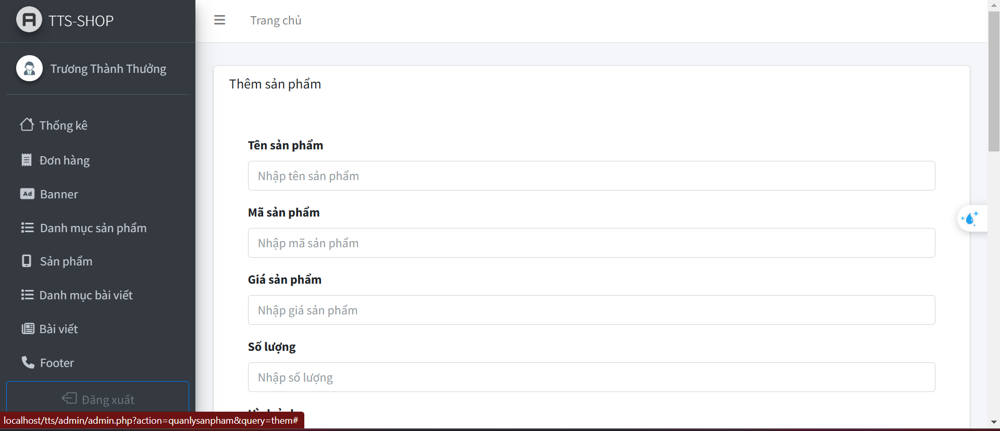 TTS-SHOP
Trang chủ
Trương Thành Thưởng
Thống kê
Đơn hàng
Ad Banner
Danh mục sản phẩm
Sản phẩm
Danh mục bài viết
Bài viết
Footer
Đăng xuất
Thêm sản phẩm
Tên sản phẩm
Nhập tên sản phẩm
Mã sản phẩm
Nhập mã sản phẩm
Giá sản phẩm
Nhập giá sản phẩm
Số lượng
Nhập số lượng
localhost/tts/admin/admin.php?action=quanlysanpham&query=them#